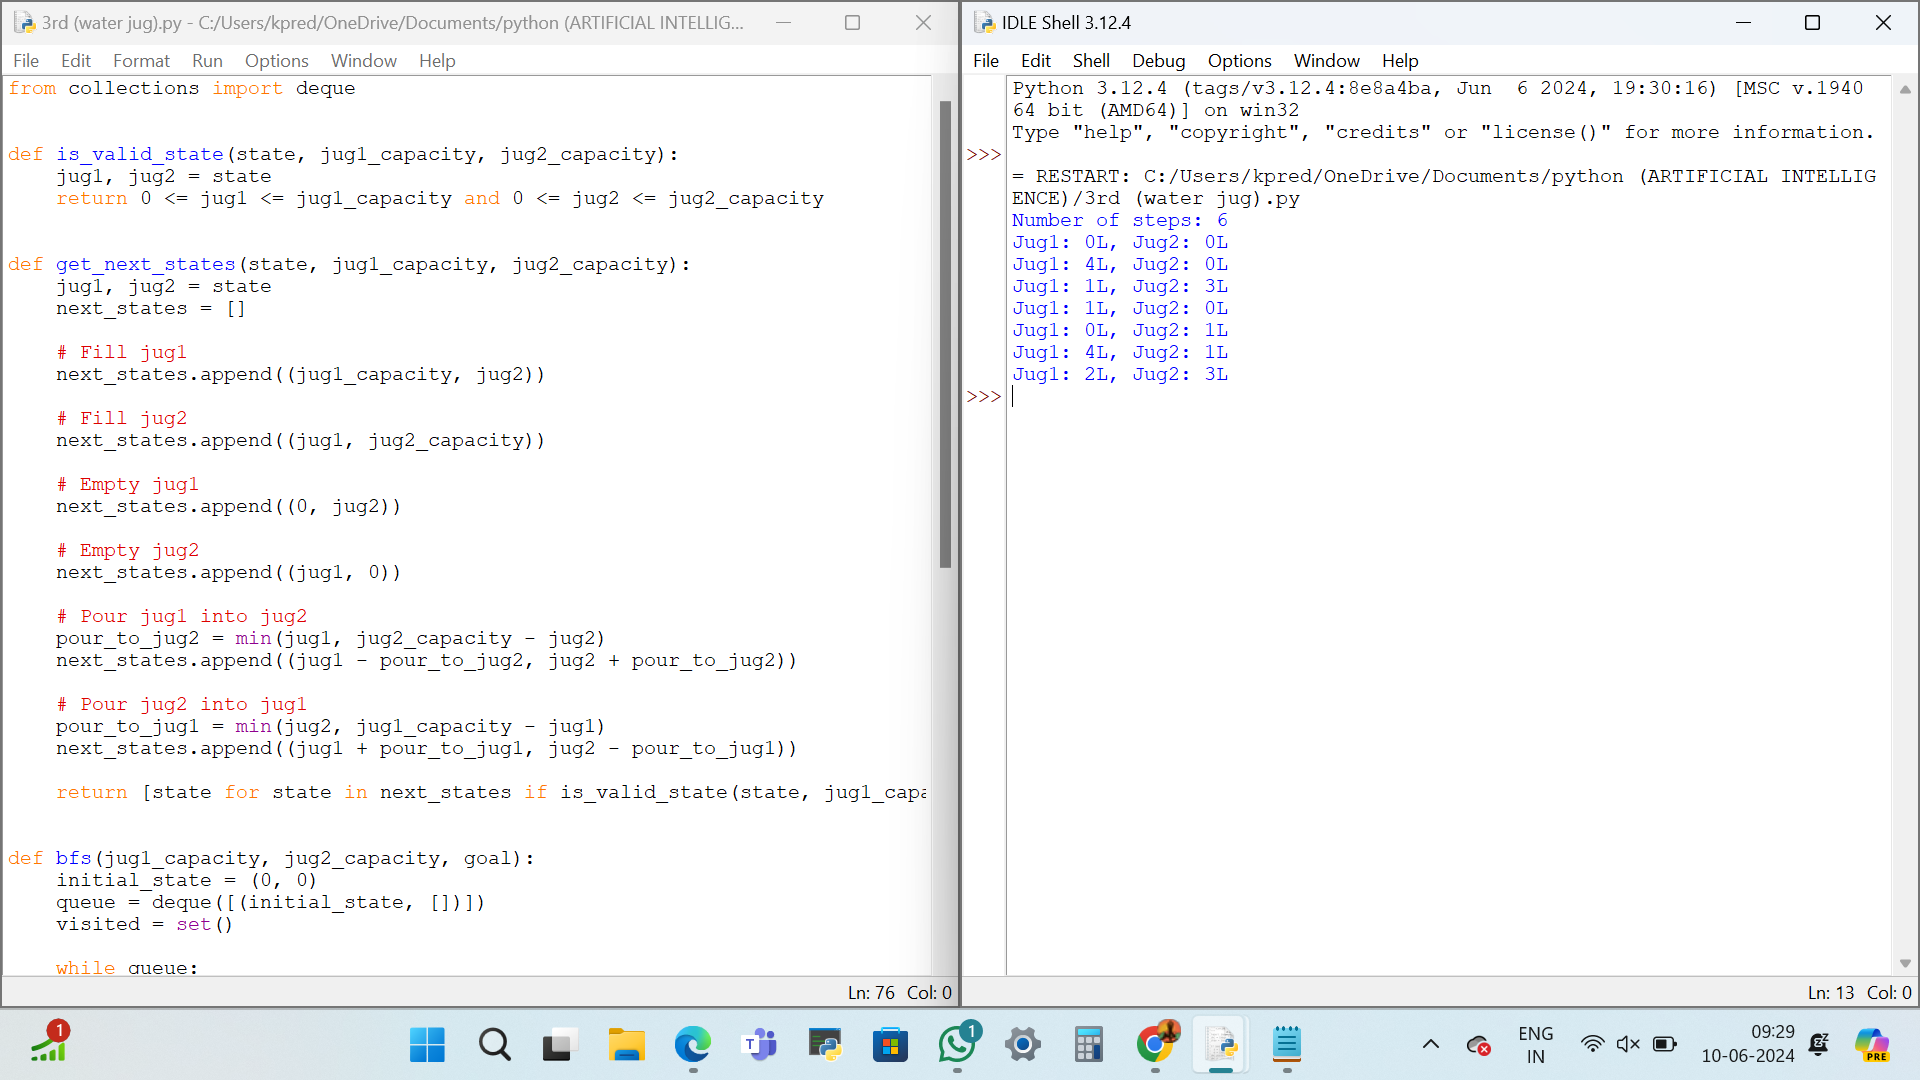 3rd (water jug).py - C:/Users/kpred/OneDrive/Documents/python (ARTIFICIAL INTELLIG...
File Edit Format Run Options Window Help
from collections import deque
def is_valid_state(state, jug1_capacity, jug2_capacity):
    jug1, jug2 = state
    return 0 <= jug1 <= jug1_capacity and 0 <= jug2 <= jug2_capacity
def get_next_states(state, jug1_capacity, jug2_capacity):
    jug1, jug2 = state
    next_states = []
    # Fill jug1
    next_states.append((jug1_capacity, jug2))
    # Fill jug2
    next_states.append((jug1, jug2_capacity))
    # Empty jug1
    next_states.append((0, jug2))
    # Empty jug2
    next_states.append((jug1, 0))
    # Pour jug1 into jug2
    pour_to_jug2 = min(jug1, jug2_capacity - jug2)
    next_states.append((jug1 - pour_to_jug2, jug2 + pour_to_jug2))
    # Pour jug2 into jug1
    pour_to_jug1 = min(jug2, jug1_capacity - jug1)
    next_states.append((jug1 + pour_to_jug1, jug2 - pour_to_jug1))
    return [state for state in next_states if is_valid_state(state, jug1_capa
def bfs(jug1_capacity, jug2_capacity, goal):
    initial_state = (0, 0)
    queue = deque([(initial_state, [])])
    visited = set()
    while queue:
Ln: 76 Col: 0
IDLE Shell 3.12.4
File Edit Shell Debug Options Window Help
Python 3.12.4 (tags/v3.12.4:8e8a4ba, Jun  6 2024, 19:30:16) [MSC v.1940
64 bit (AMD64)] on win32
Type "help", "copyright", "credits" or "license()" for more information.
>>>
= RESTART: C:/Users/kpred/OneDrive/Documents/python (ARTIFICIAL INTELLIG
ENCE)/3rd (water jug).py
Number of steps: 6
Jug1: 0L, Jug2: 0L
Jug1: 4L, Jug2: 0L
Jug1: 1L, Jug2: 3L
Jug1: 1L, Jug2: 0L
Jug1: 0L, Jug2: 1L
Jug1: 4L, Jug2: 1L
Jug1: 2L, Jug2: 3L
>>>
Ln: 13 Col: 0
1
T
1
ENG
IN
09:29
10-06-2024
PRE